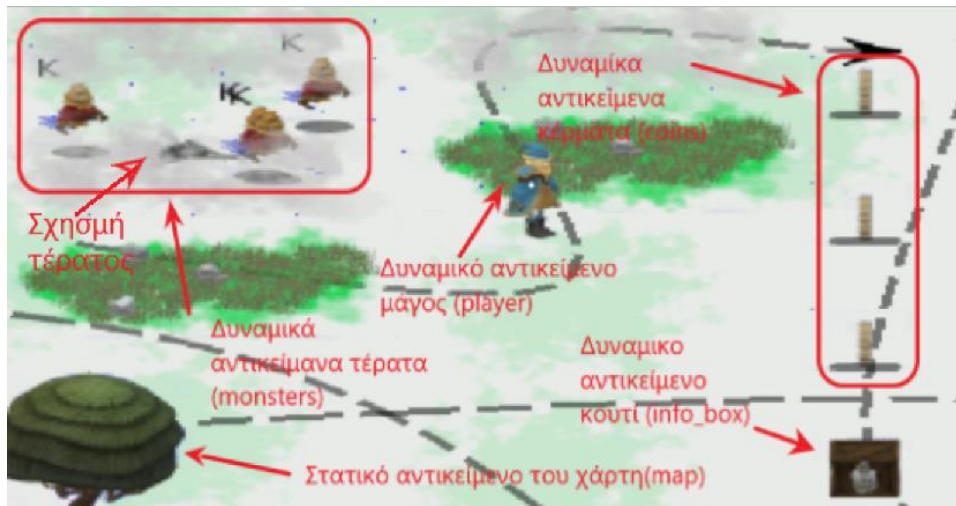 Δυναμίκα
αντικείμενα
κέρματα (coins)
Σχησμή
τέρατος
Δυναμικό αντικείμενο
μάγος (player)
Δυναμικά
αντικείμανα τέρατα
(monsters)
Δυναμικο
αντικείμενο
κουτί (info_box)
Στατικό αντικείμενο του χάρτη(map)